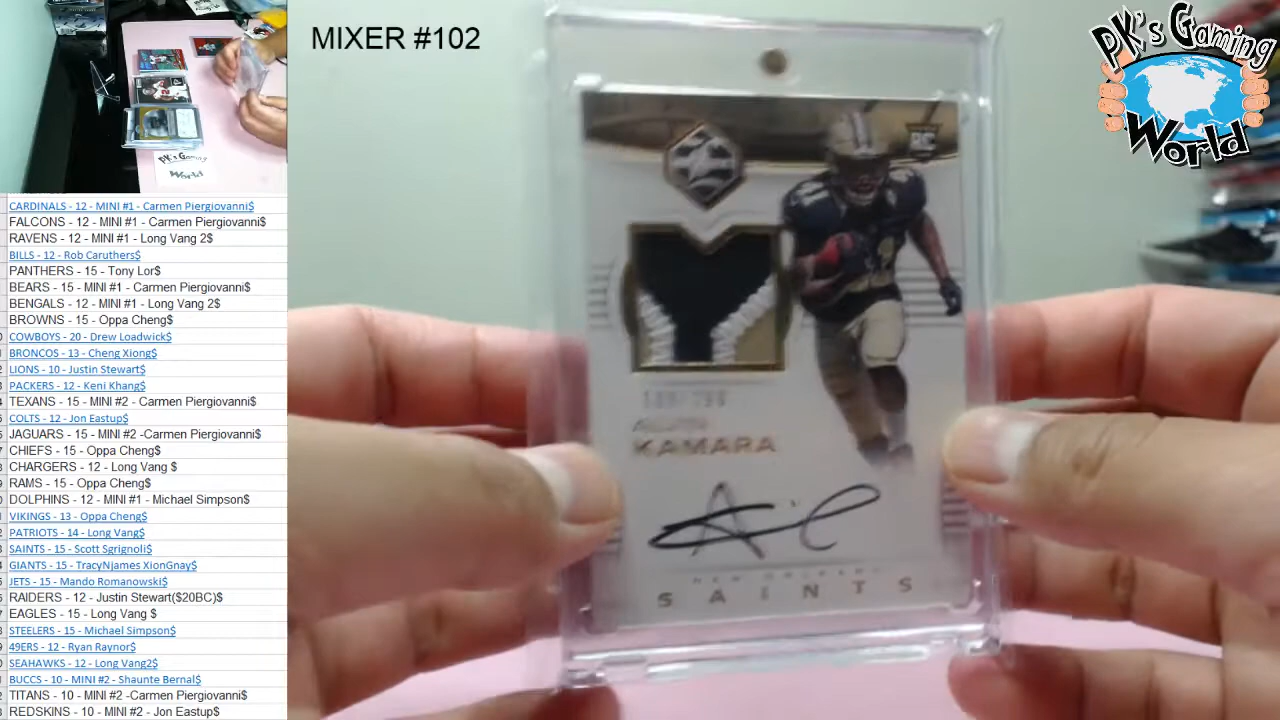 MIXER #102
PK's Gaming
World
PK's Gaming
World
CARDINALS - 12 - MINI #1 - Carmen Piergiovanni$
FALCONS - 12 - MINI #1 - Carmen Piergiovanni$
RAVENS - 12 - MINI #1 - Long Vang 2$
BILLS - 12 - Rob Caruthers$
PANTHERS - 15 - Tony Lor$
BEARS - 15 - MINI #1 - Carmen Piergiovanni$
BENGALS - 12 - MINI #1 - Long Vang 2$
BROWNS - 15 - Oppa Cheng$
COWBOYS - 20 - Drew Loadwick$
BRONCOS - 13 - Cheng Xiong$
LIONS - 10 - Justin Stewart$
PACKERS - 12 - Keni Khang$
TEXANS - 15 - MINI #2 - Carmen Piergiovanni$
COLTS - 12 - Jon Eastup$
JAGUARS - 15 - MINI #2 -Carmen Piergiovanni$
CHIEFS - 15 - Oppa Cheng$
CHARGERS - 12 - Long Vang $
RAMS - 15 - Oppa Cheng$
DOLPHINS - 12 - MINI #1 - Michael Simpson$
VIKINGS - 13 - Oppa Cheng$
PATRIOTS - 14 - Long Vang$
SAINTS - 15 - Scott Sgrignoli$
GIANTS - 15 - TracyNjames XionGnay$
JETS - 15 - Mando Romanowski$
RAIDERS - 12 - Justin Stewart($20BC)$
EAGLES - 15 - Long Vang $
STEELERS - 15 - Michael Simpson$
49ERS - 12 - Ryan Raynor$
SEAHAWKS - 12 - Long Vang2$
BUCCS - 10 - MINI #2 - Shaunte Bernal$
TITANS - 10 - MINI #2 -Carmen Piergiovanni$
REDSKINS - 10 - MINI #2 - Jon Eastup$
RC
ALVIN
KAMARA
NEW ORLEANS
SAINTS